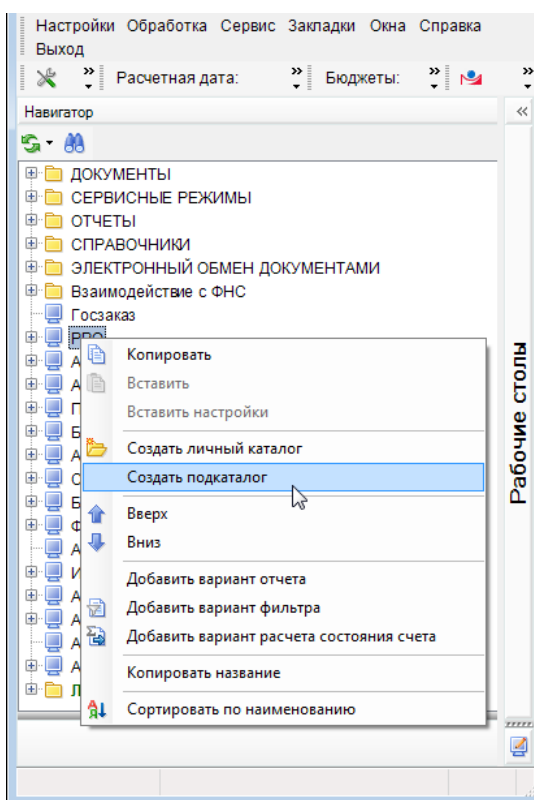 Настройки Обработка Сервис Закладки Окна Справка
Выход
Расчетная дата: Бюджеты:
Навигатор
ДОКУМЕНТЫ
СЕРВИСНЫЕ РЕЖИМЫ
ОТЧЕТЫ
СПРАВОЧНИКИ
ЭЛЕКТРОННЫЙ ОБМЕН ДОКУМЕНТАМИ
Взаимодействие с ФНС
Госзаказ
Копировать
Вставить
Вставить настройки
Создать личный каталог
Создать подкаталог
Вверх
Вниз
Добавить вариант отчета
Добавить вариант фильтра
Добавить вариант расчета состояния счета
Копировать название
Сортировать по наименованию
Рабочие столы